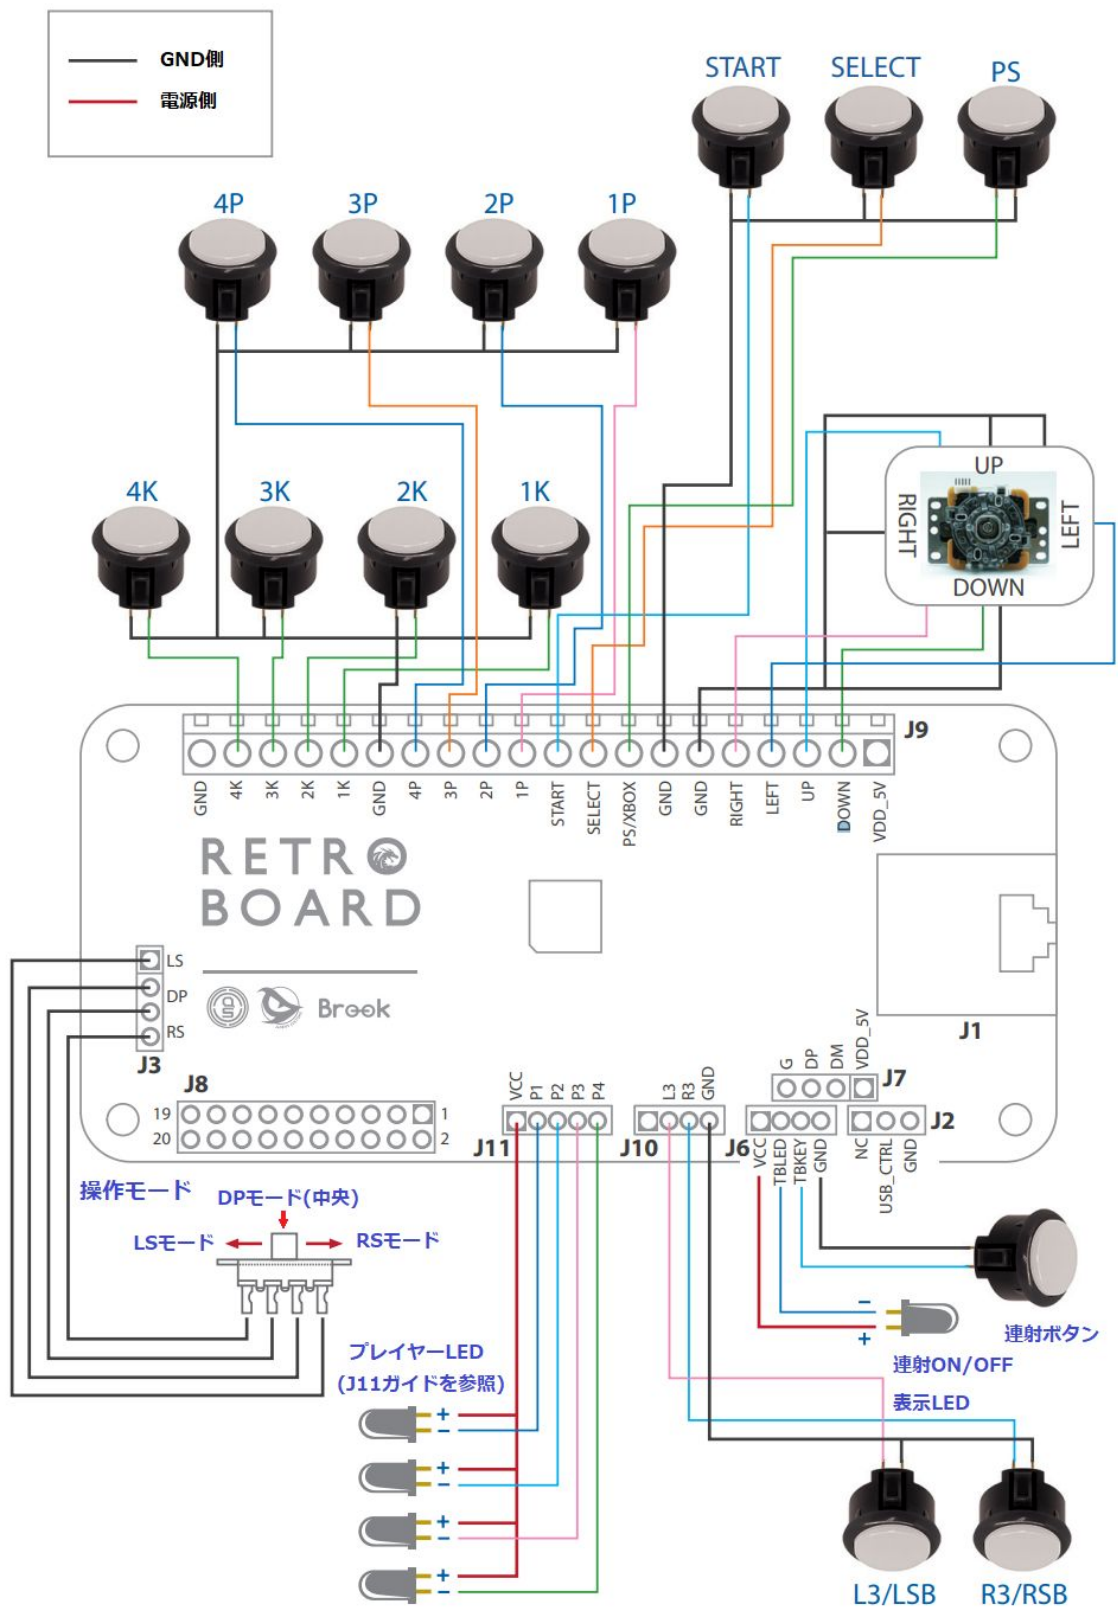 GND側
電源側
START
SELECT
PS
4P
3P
2P
1P
4K
3K
2K
1K
UP
RIGHT
LEFT
DOWN
J9
GND
4K
3K
2K
1K
GND
4P
3P
2P
1P
START
SELECT
PS/XBOX
GND
GND
RIGHT
LEFT
UP
DOWN
VDD_5V
RETRO
BOARD
Brook
LS
DP
RS
J3
J1
J8
19
1
20
2
VCC
P1
P2
P3
P4
J11
L3
R3
GND
J10
G
DP
DM
VDD_5V
J7
J6
VCC
TBLED
TBKEY
GND
J2
NC
USB_CTRL
GND
操作モード
DPモード(中央)
LSモード
RSモード
プレイヤーLED
(J11ガイドを参照)
+
−
+
−
+
−
+
−
−
+
連射ボタン
連射ON/OFF
表示LED
L3/LSB
R3/RSB